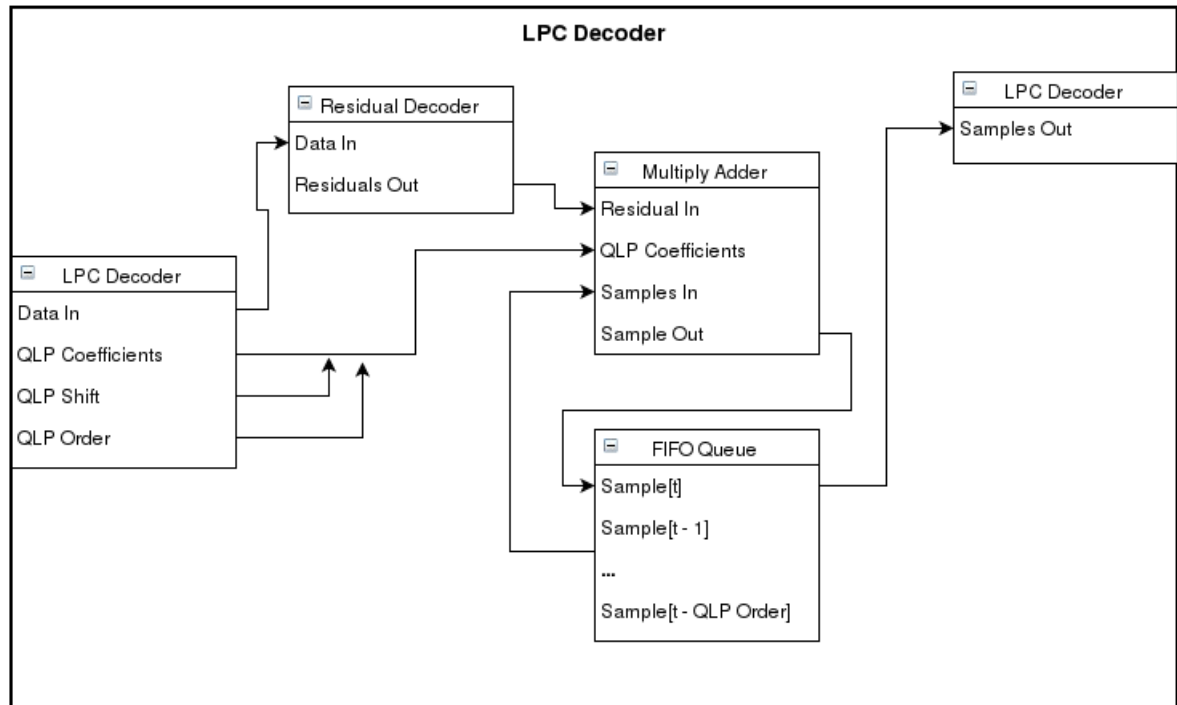 LPC Decoder
Residual Decoder
Data In
Residuals Out
LPC Decoder
Samples Out
Multiply Adder
Residual In
QLP Coefficients
Samples In
Sample Out
LPC Decoder
Data In
QLP Coefficients
QLP Shift
QLP Order
FIFO Queue
Sample[t]
Sample[t - 1]
...
Sample[t - QLP Order]